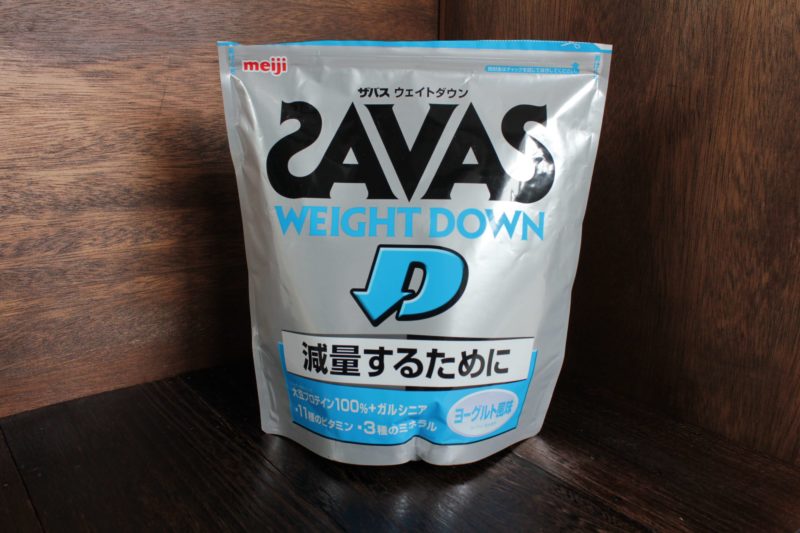 meiji
ザバス ウェイトダウン
SAVAS
WEIGHT DOWN
D
減量するために
大豆プロテイン100%+ガルシニア
・11種のビタミン ・3種のミネラル
ヨーグルト風味